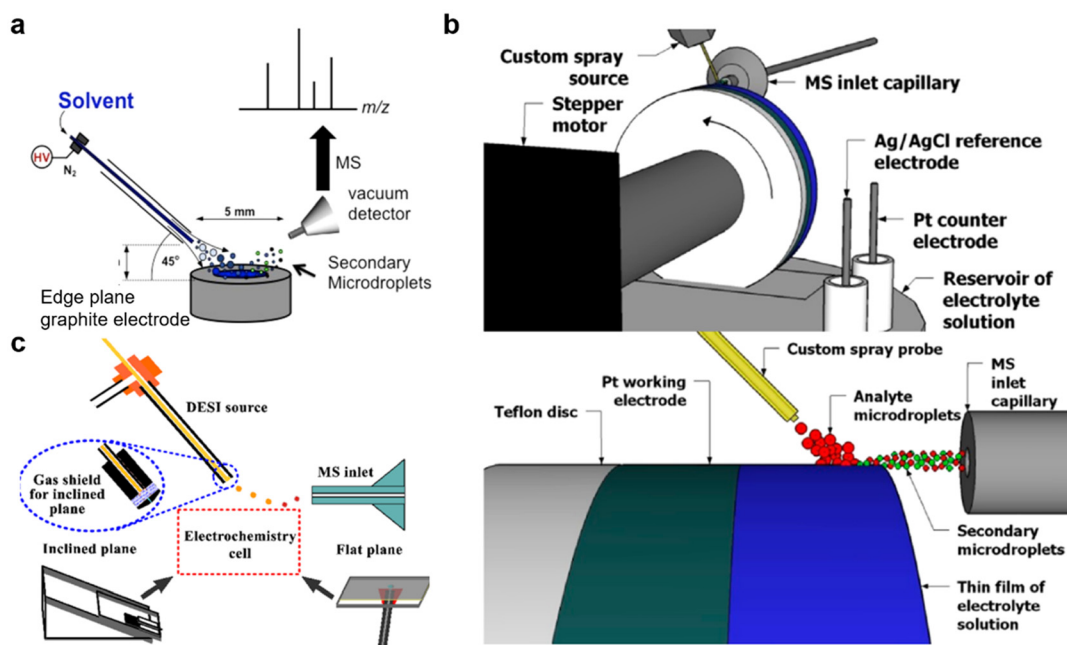 a
m/z
Solvent
HV
N2
MS
vacuum
detector
5 mm
45°
Secondary
Microdroplets
Edge plane
graphite electrode
b
Custom spray
source
MS inlet capillary
Stepper
motor
Ag/AgCl reference
electrode
Pt counter
electrode
Reservoir of
electrolyte
solution
Custom spray probe
MS
inlet
capillary
Pt working
electrode
Analyte
microdroplets
Teflon disc
Secondary
microdroplets
Thin film of
electrolyte
solution
c
DESI source
Gas shield
for inclined
plane
MS inlet
Inclined plane
Electrochemistry
cell
Flat plane